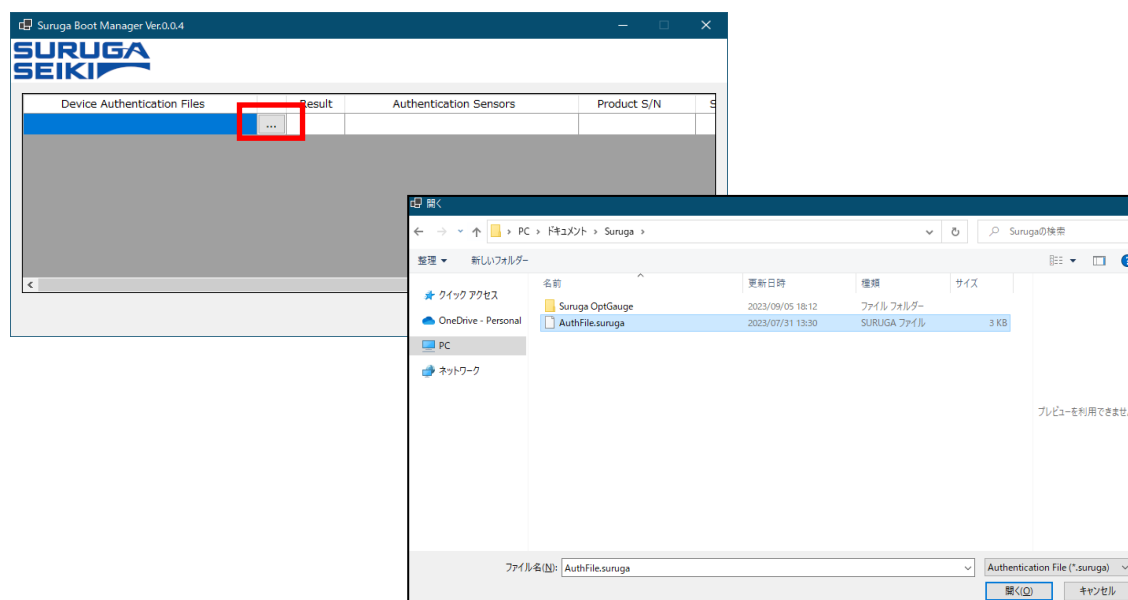 Suruga Boot Manager Ver.0.0.4
SURUGA
SEIKI
Device Authentication Files Result Authentication Sensors Product S/N S
...
開く
PC › ドキュメント › Suruga › Surugaの検索
整理 新しいフォルダー
名前 更新日時 種類 サイズ
クイック アクセス
Suruga OptGauge 2023/09/05 18:12 ファイル フォルダー
OneDrive - Personal
AuthFile.suruga 2023/07/31 13:30 SURUGA ファイル 3 KB
PC
ネットワーク
プレビューを利用できませ
ファイル名(N): AuthFile.suruga Authentication File (*.suruga)
開く(O) キャンセル